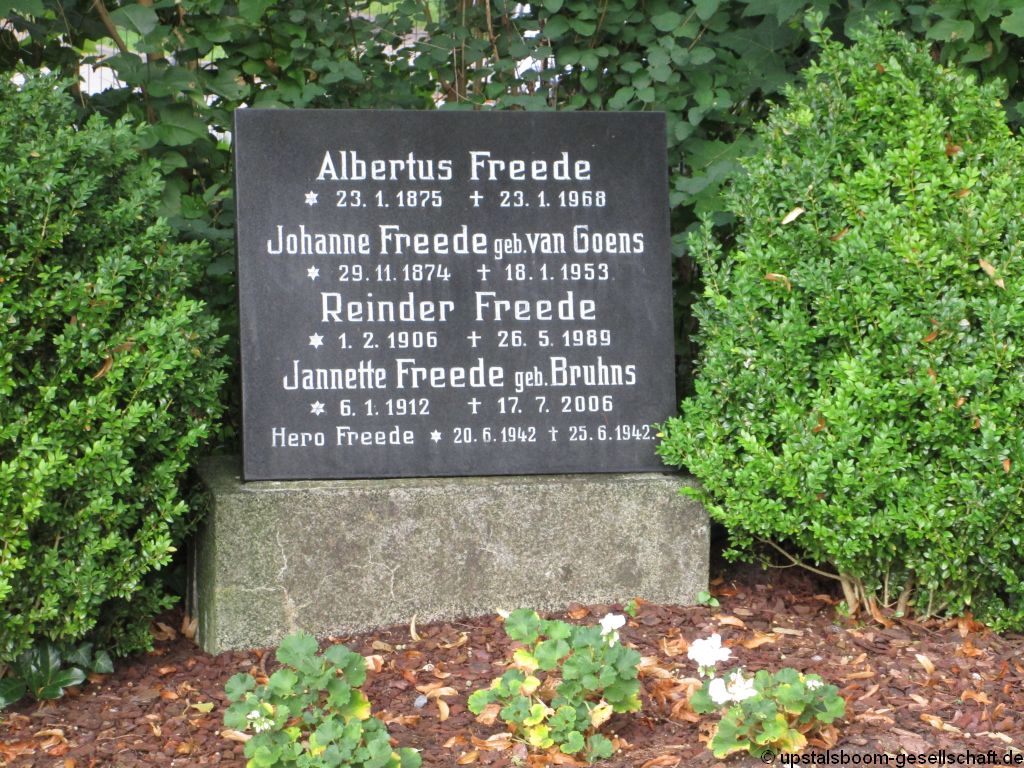 Albertus Freede
* 23. 1. 1875 † 23. 1. 1968
Johanne Freede geb. van Goens
* 29. 11. 1874 † 18. 1. 1953
Reinder Freede
* 1. 2. 1906 † 26. 5. 1989
Jannette Freede geb. Bruhns
* 6. 1. 1912 † 17. 7. 2006
Hero Freede * 20. 6. 1942 † 25. 6. 1942.
© upstalsboom-gesellschaft.de